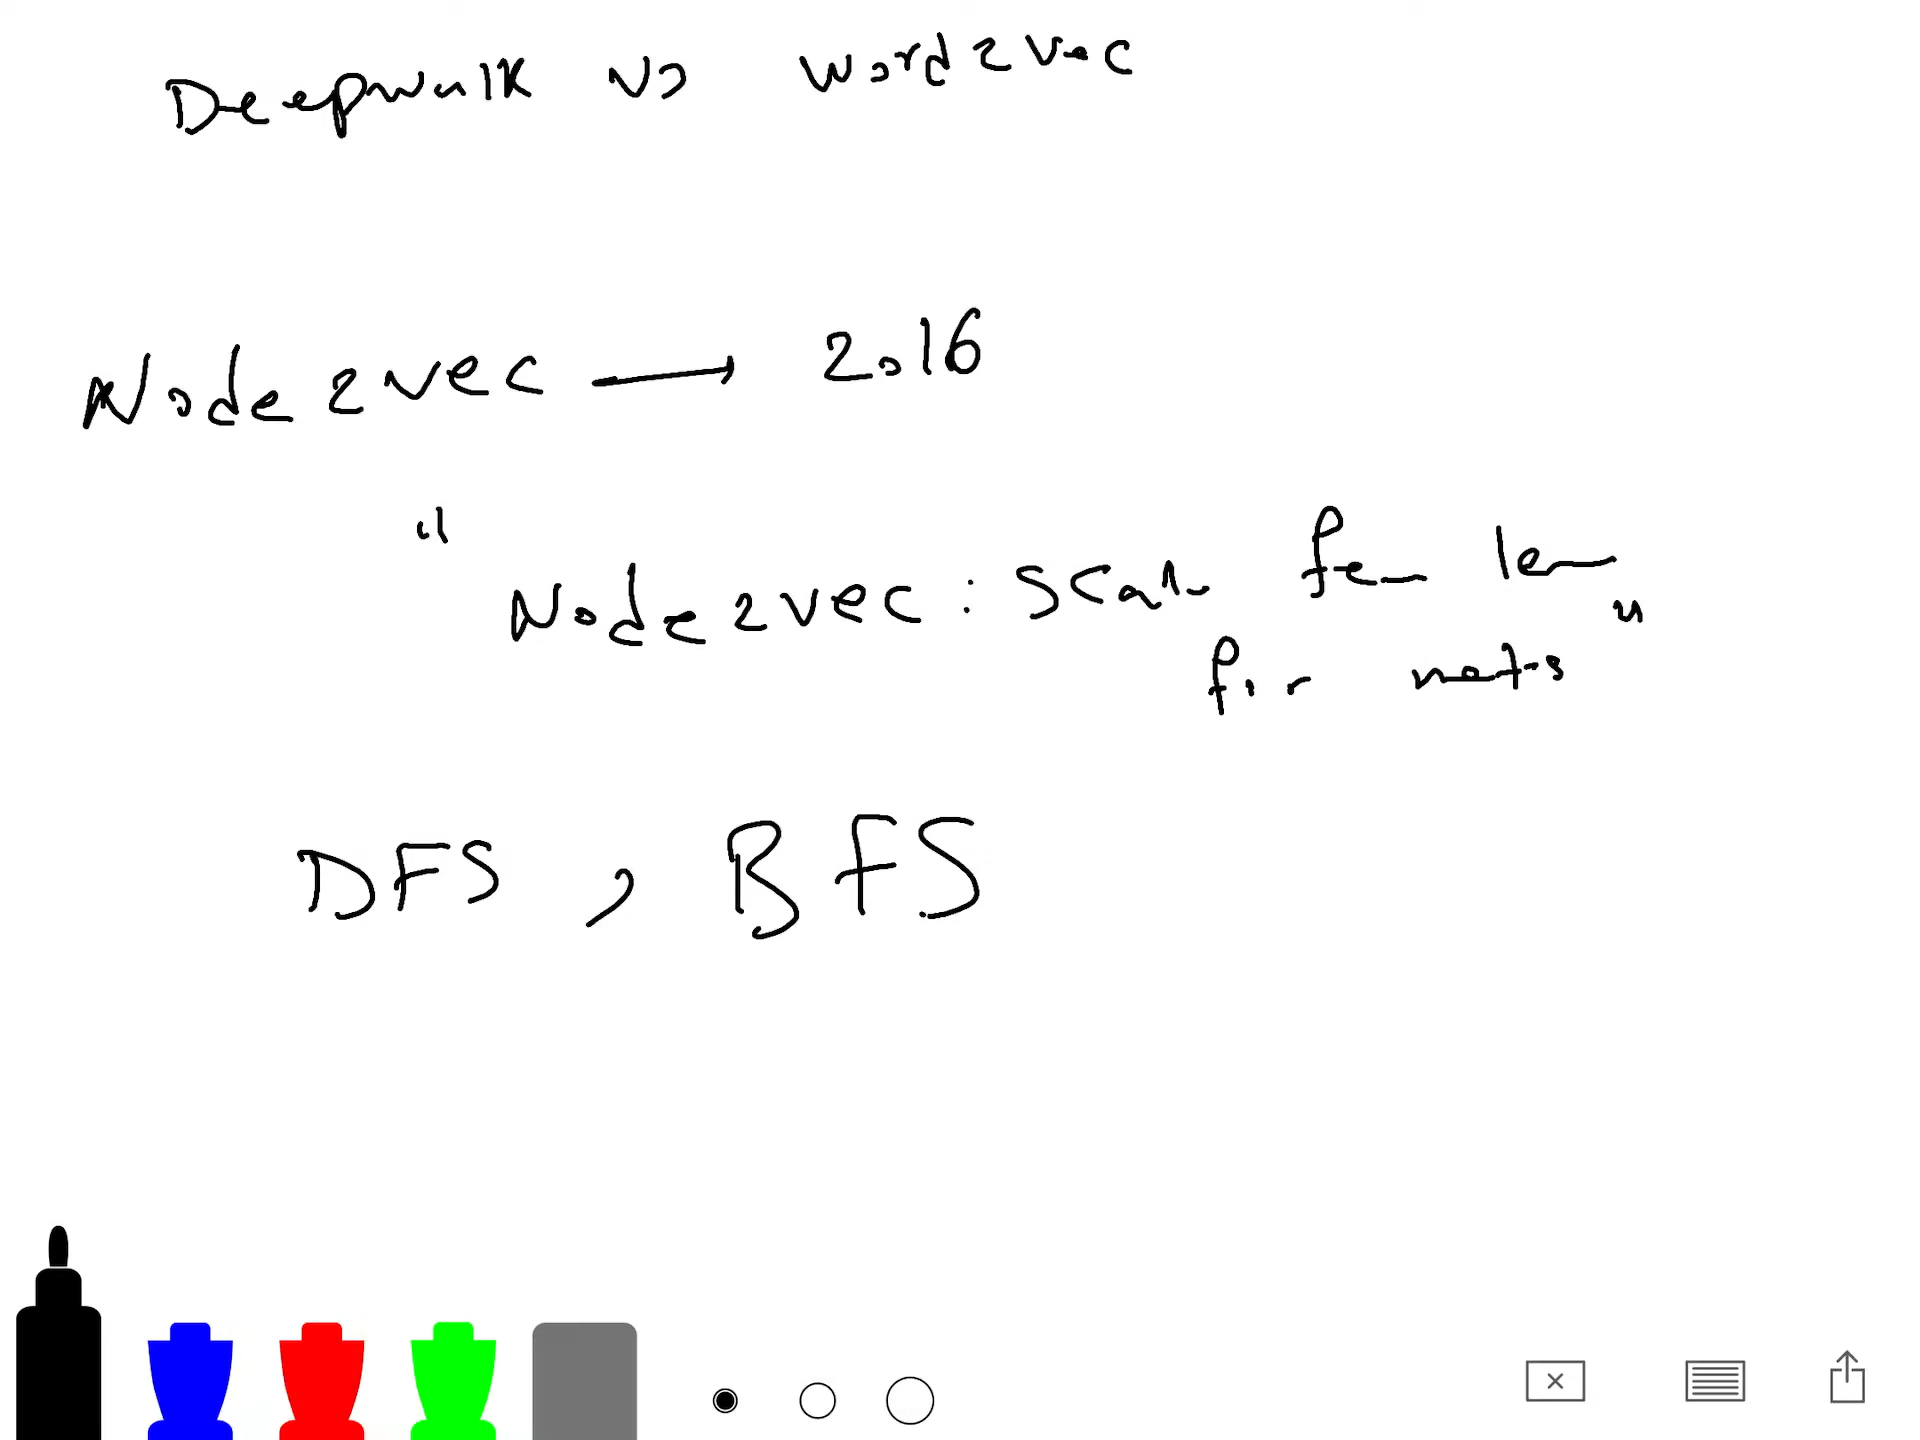 Deepwalk vs word2vec
Node2vec → 2016
"Node2vec: Scal fea lea
for nets"
DFS, BFS